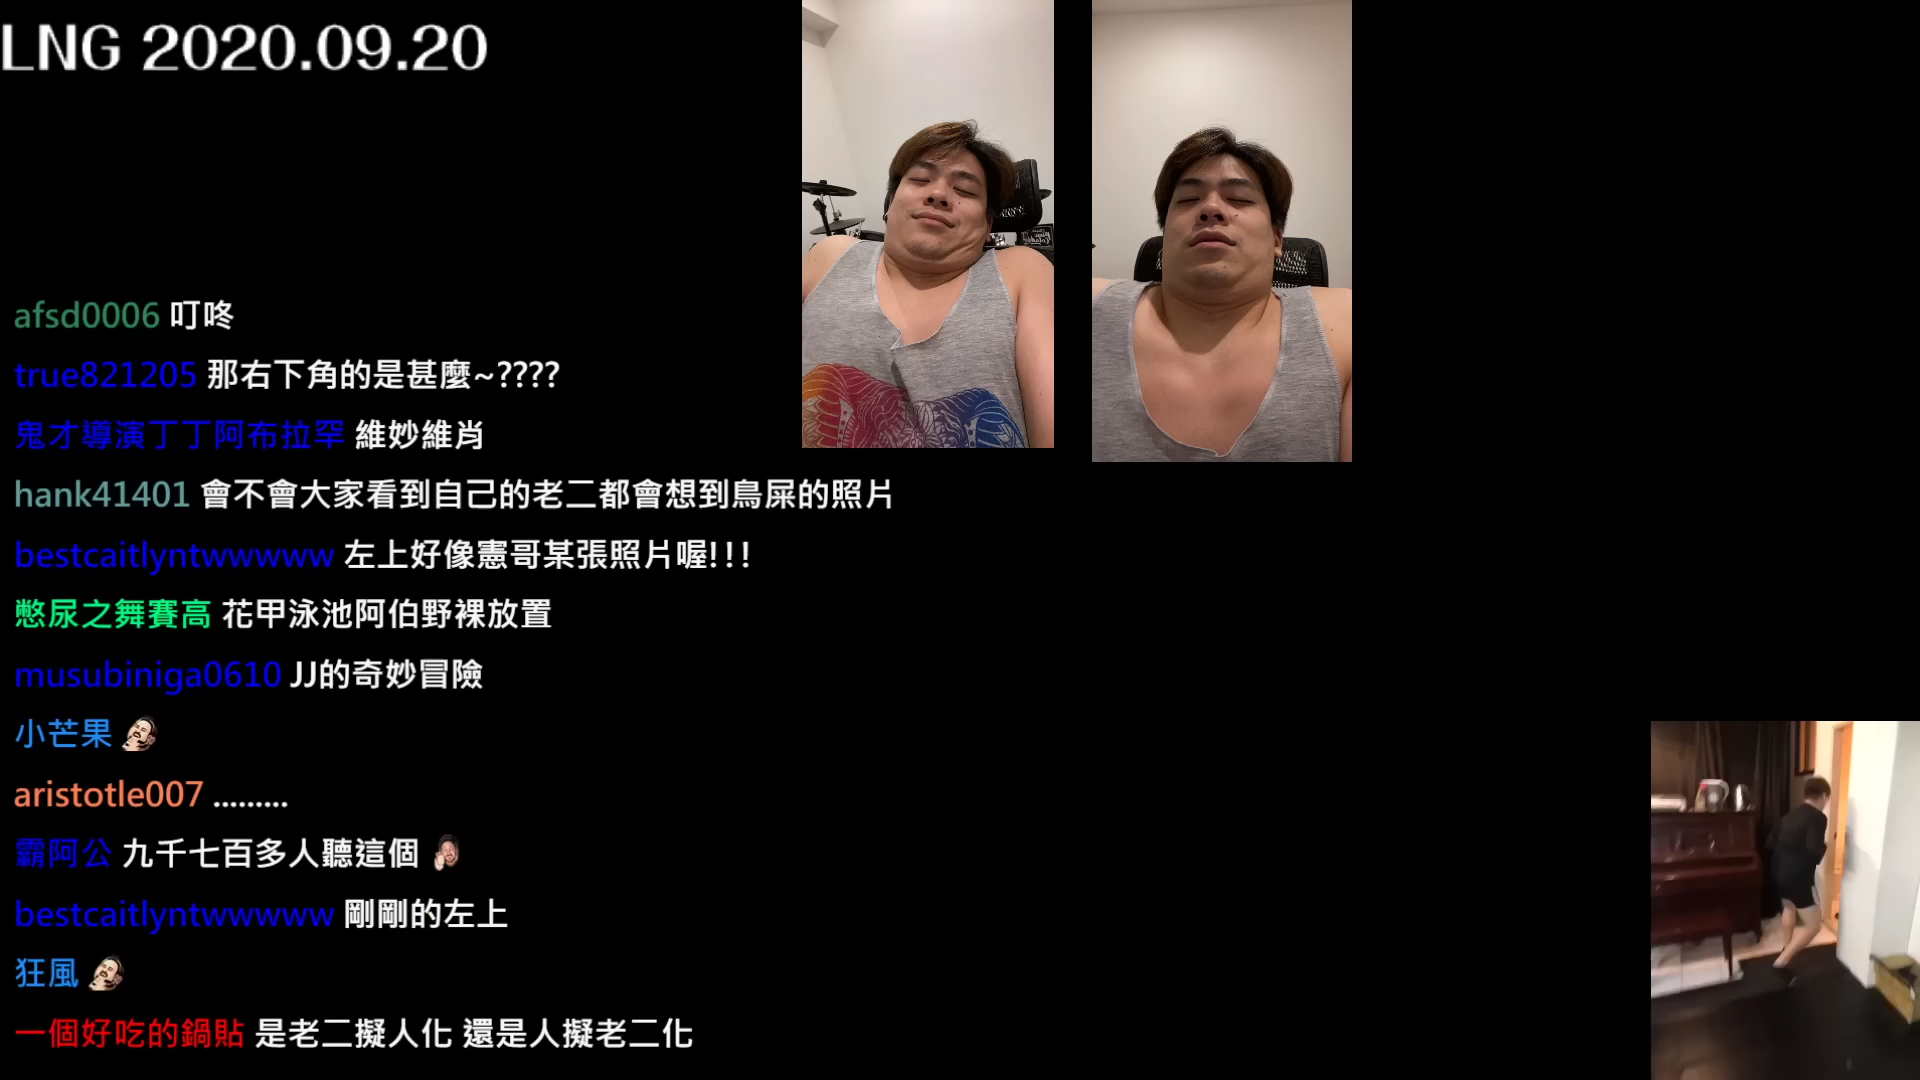 LNG 2020.09.20
afsd0006 叮咚
true821205 那右下角的是甚麼~????
鬼才導演丁丁阿布拉罕 維妙維肖
hank41401 會不會大家看到自己的老二都會想到鳥屎的照片
bestcaitlyntwwwww 左上好像憲哥某張照片喔!!!
憋尿之舞賽高 花甲泳池阿伯野裸放置
musubiniga0610 JJ的奇妙冒險
小芒果
aristotle007 .........
霸阿公 九千七百多人聽這個
bestcaitlyntwwwww 剛剛的左上
狂風
一個好吃的鍋貼 是老二擬人化 還是人擬老二化